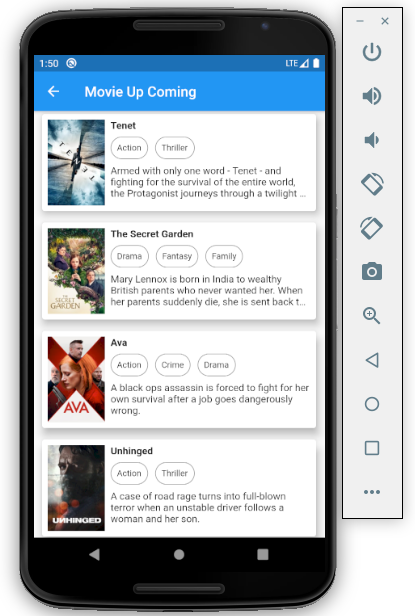 1:50 LTE
Movie Up Coming
Tenet
Action Thriller
Armed with only one word - Tenet - and
fighting for the survival of the entire world,
the Protagonist journeys through a twilight ...
TENET
The Secret Garden
Drama Fantasy Family
Mary Lennox is born in India to wealthy
British parents who never wanted her. When
her parents suddenly die, she is sent back t...
THE
SECRET
GARDEN
Ava
Action Crime Drama
A black ops assassin is forced to fight for her
own survival after a job goes dangerously
wrong.
AVA
Unhinged
Action Thriller
A case of road rage turns into full-blown
terror when an unstable driver follows a
woman and her son.
UNHINGED